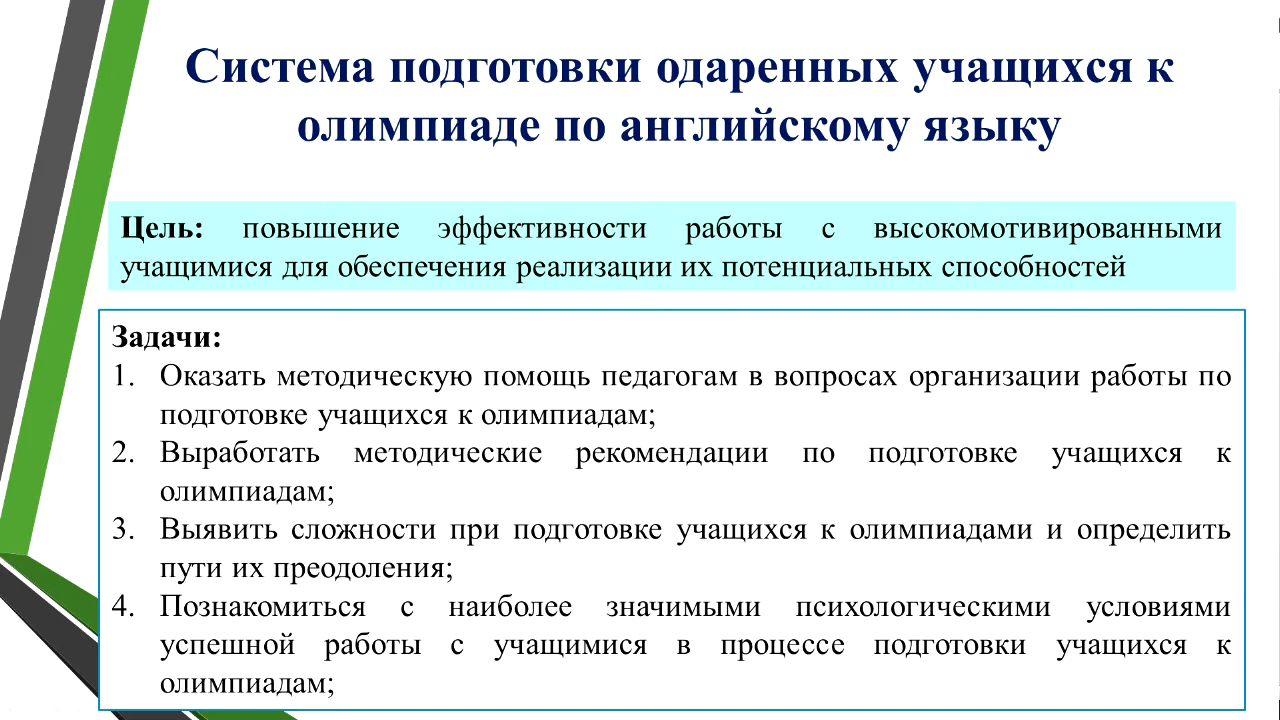 Система подготовки одаренных учащихся к
олимпиаде по английскому языку
Цель: повышение эффективности работы с высокомотивированными
учащимися для обеспечения реализации их потенциальных способностей
Задачи:
1. Оказать методическую помощь педагогам в вопросах организации работы по
подготовке учащихся к олимпиадам;
2. Выработать методические рекомендации по подготовке учащихся к
олимпиадам;
3. Выявить сложности при подготовке учащихся к олимпиадами и определить
пути их преодоления;
4. Познакомиться с наиболее значимыми психологическими условиями
успешной работы с учащимися в процессе подготовки учащихся к
олимпиадам;